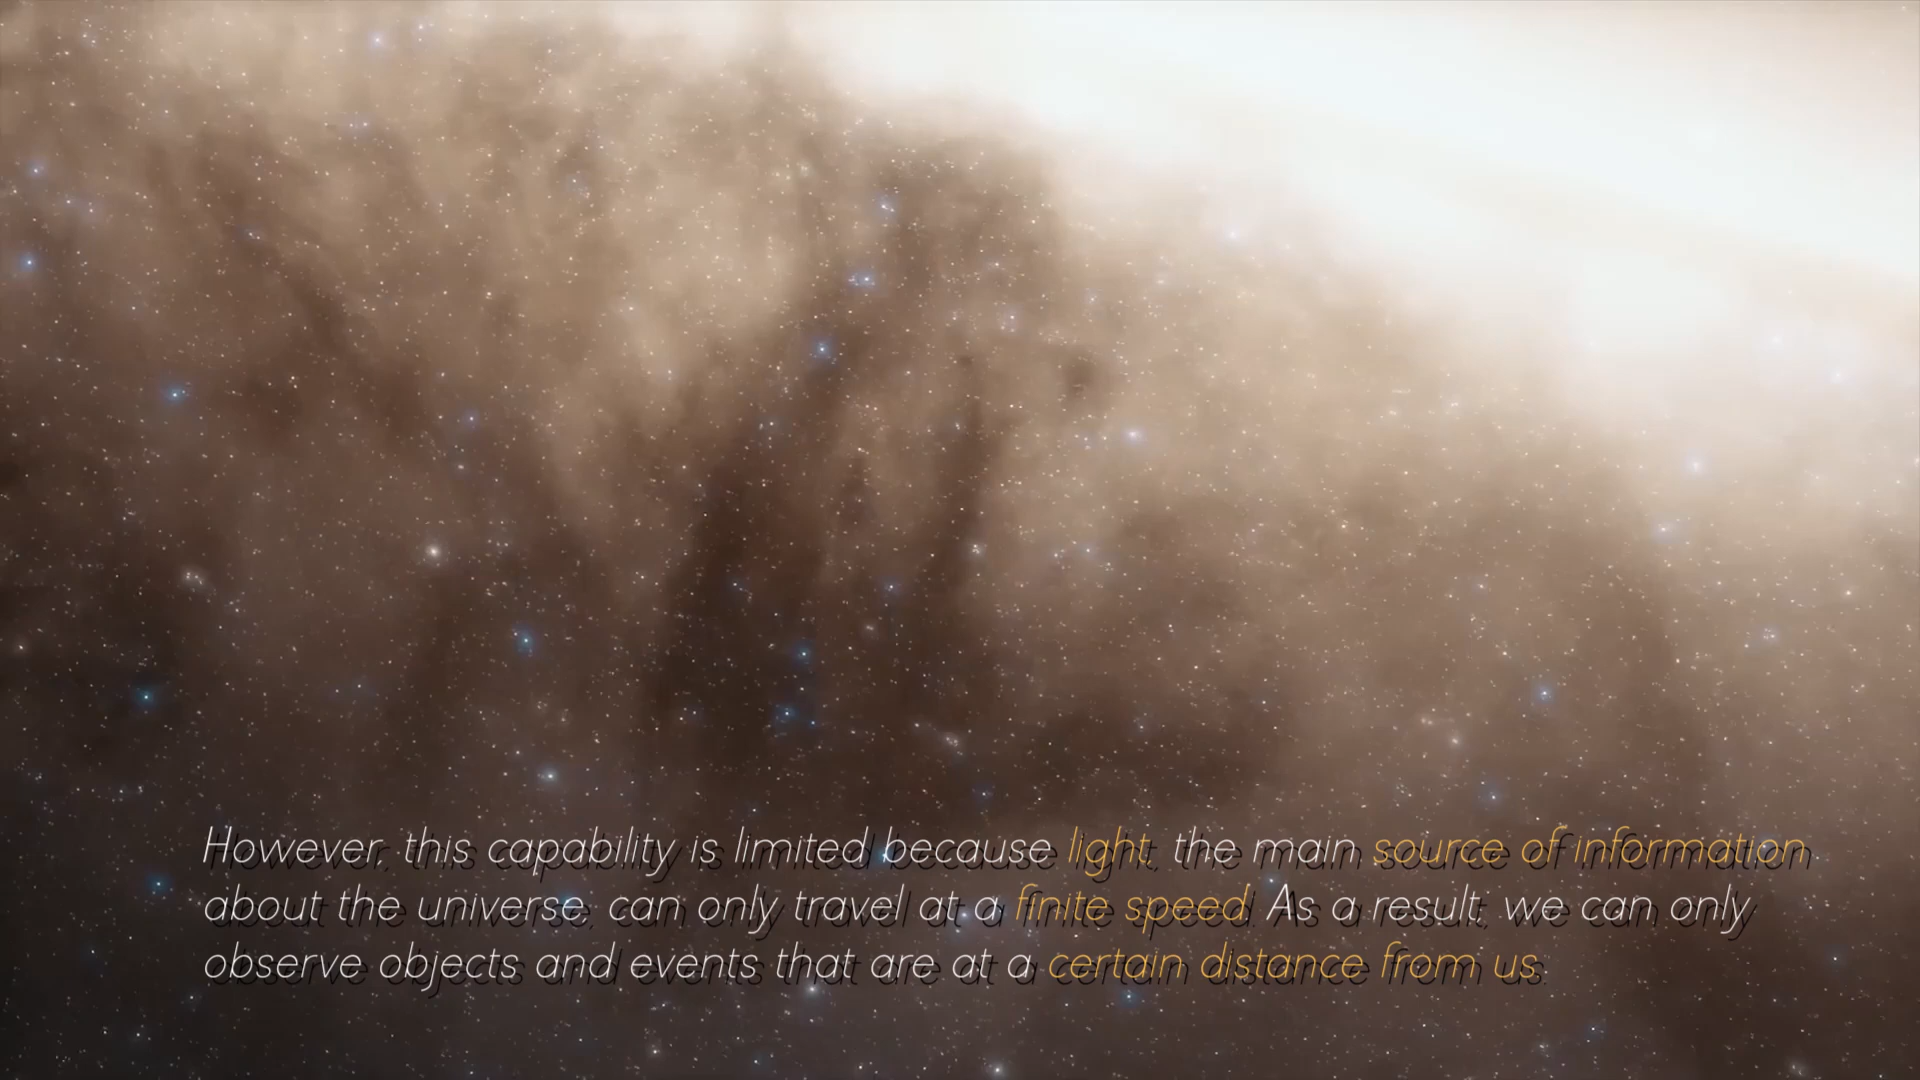 However, this capability is limited because light, the main source of information
about the universe, can only travel at a finite speed. As a result, we can only
observe objects and events that are at a certain distance from us.